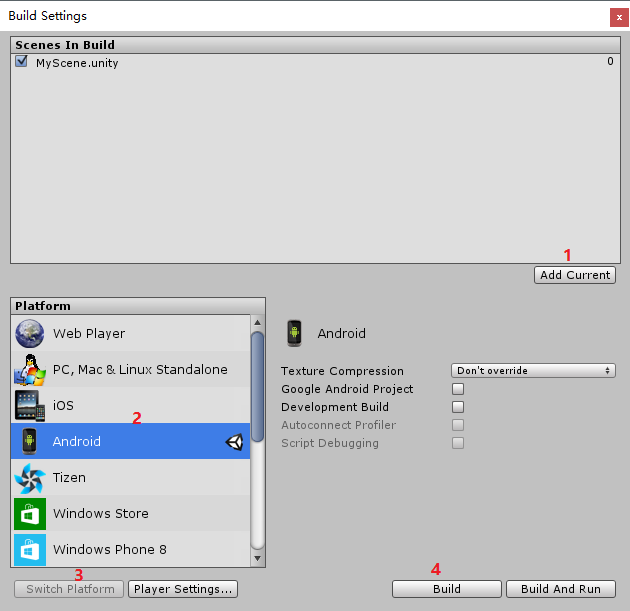 Build Settings
x
Scenes In Build
MyScene.unity 0
1
Add Current
Platform
Web Player
Android
PC, Mac & Linux Standalone
Texture Compression Don't override
Google Android Project
iOS
Development Build
2
Autoconnect Profiler
Android
Script Debugging
Tizen
Windows Store
Windows Phone 8
3
4
Switch Platform Player Settings... Build Build And Run